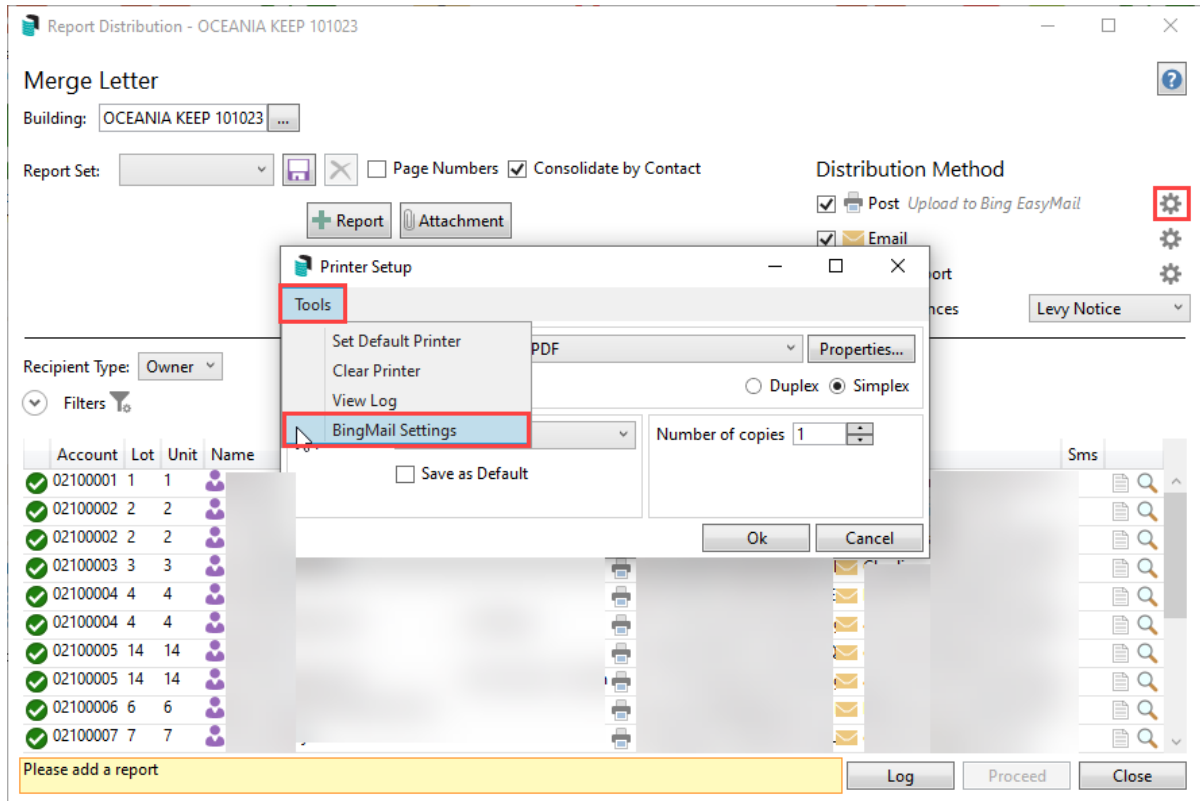 Report Distribution - OCEANIA KEEP 101023
Merge Letter
Building: OCEANIA KEEP 101023 ...
Report Set: Page Numbers Consolidate by Contact
Distribution Method
Post Upload to Bing EasyMail
Report Attachment
Email
Printer Setup
Tools
Levy Notice
Set Default Printer
PDF
Properties...
Clear Printer
Duplex Simplex
View Log
BingMail Settings
Number of copies 1
Save as Default
Ok Cancel
Recipient Type: Owner
Filters
Account Lot Unit Name Sms
02100001 1 1
02100002 2 2
02100002 2 2
02100003 3 3
02100004 4 4
02100004 4 4
02100005 14 14
02100005 14 14
02100006 6 6
02100007 7 7
Please add a report
Log Proceed Close